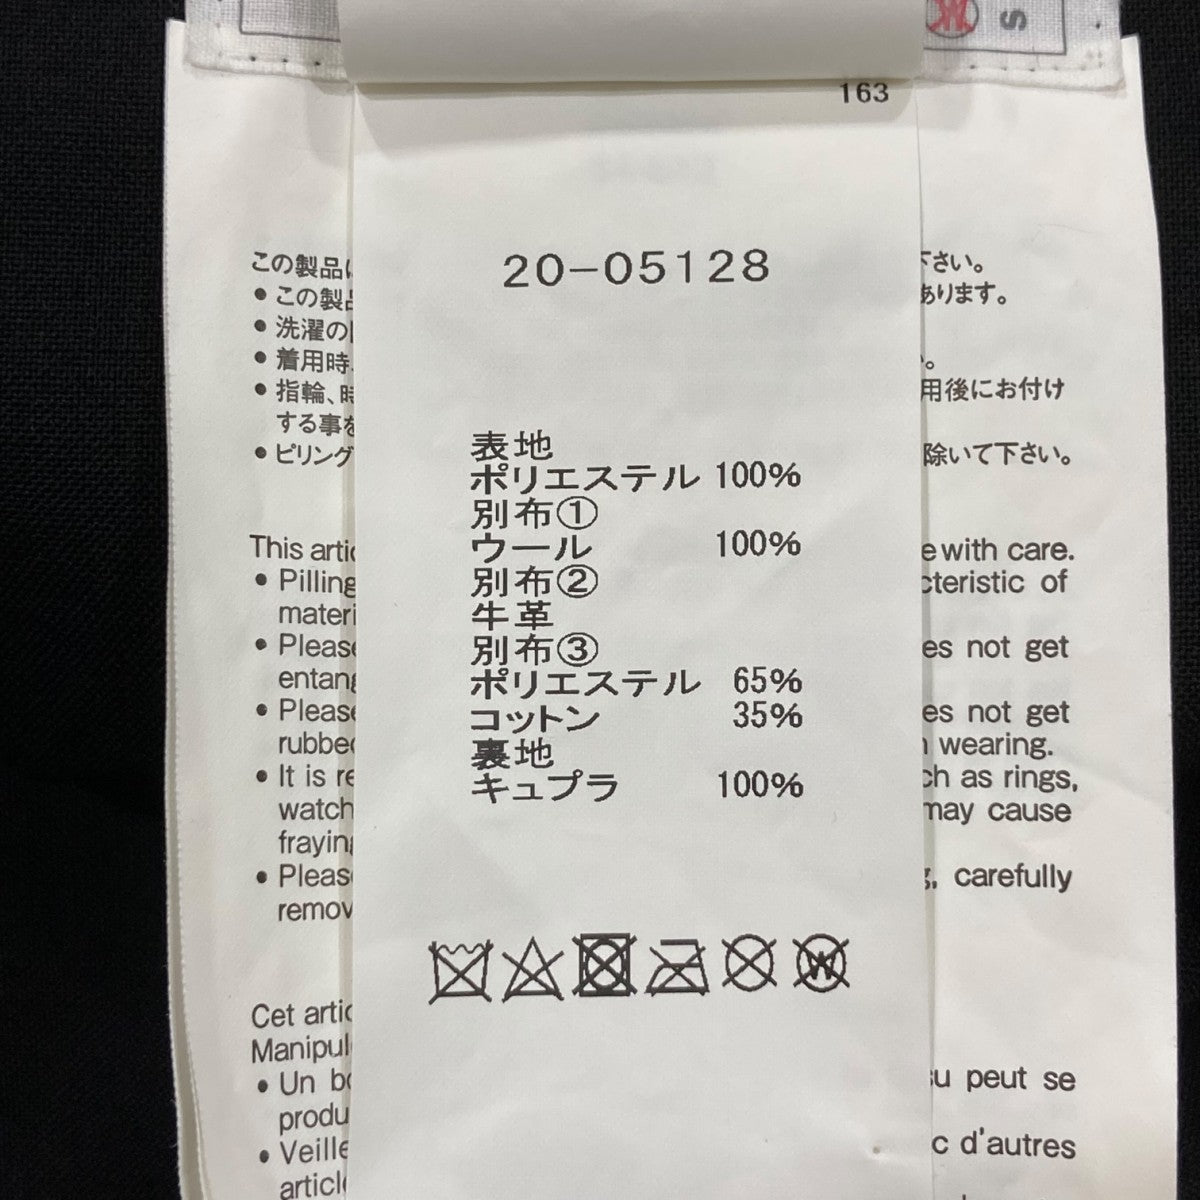 S
163
20-05128
表地
ポリエステル 100%
別布①
ウール 100%
別布②
牛革
別布③
ポリエステル 65%
コットン 35%
裏地
キュプラ 100%
この製品 下さい。
• この製品 あります。
• 洗濯の
• 着用時 。
• 指輪、時 用後にお付け
する事を
• ピリング 除いて下さい。
This artic e with care.
• Pilling cteristic of
materi
• Please es not get
entang
• Please es not get
rubbe wearing.
• It is re ch as rings,
watch may cause
frayin
• Pleas g, carefully
remov
Cet artic
Manipul
• Un bo su peut se
produ
• Veille c d'autres
articl